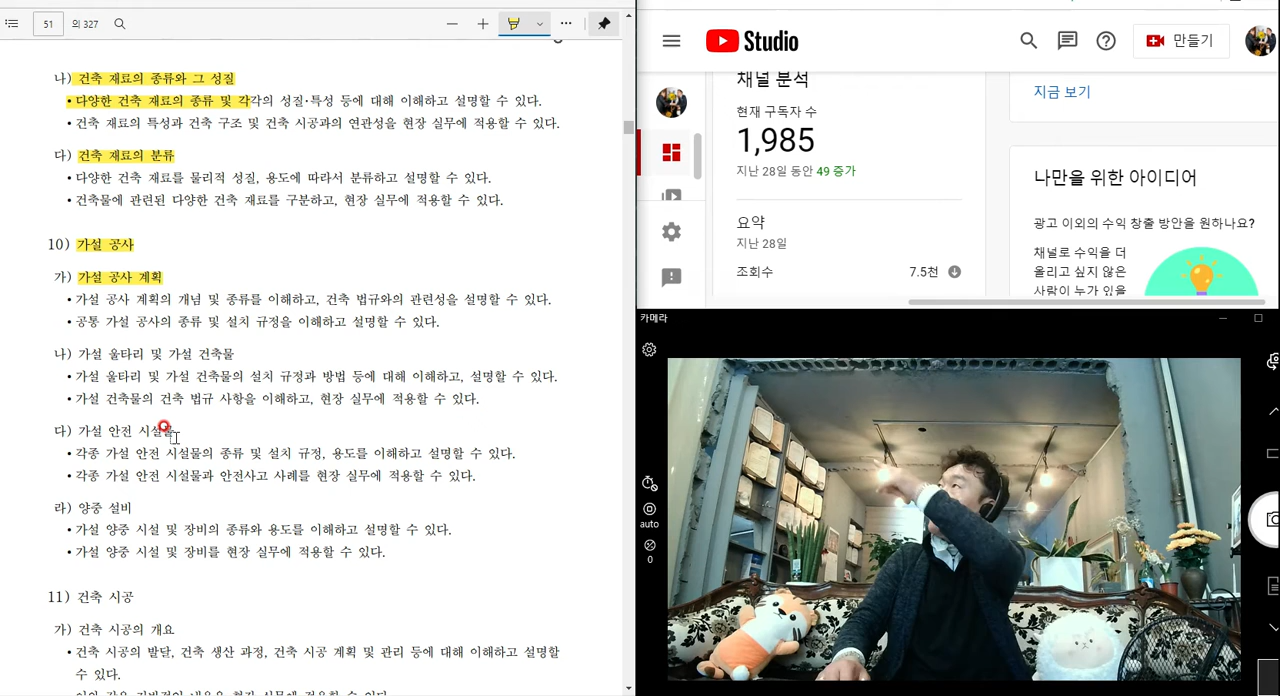 51
의 327
나) 건축 재료의 종류와 그 성질
• 다양한 건축 재료의 종류 및 각각의 성질·특성 등에 대해 이해하고 설명할 수 있다.
• 건축 재료의 특성과 건축 구조 및 건축 시공과의 연관성을 현장 실무에 적용할 수 있다.
다) 건축 재료의 분류
• 다양한 건축 재료를 물리적 성질, 용도에 따라서 분류하고 설명할 수 있다.
• 건축물에 관련된 다양한 건축 재료를 구분하고, 현장 실무에 적용할 수 있다.
10) 가설 공사
가) 가설 공사 계획
• 가설 공사 계획의 개념 및 종류를 이해하고, 건축 법규와의 관련성을 설명할 수 있다.
• 공통 가설 공사의 종류 및 설치 규정을 이해하고 설명할 수 있다.
나) 가설 울타리 및 가설 건축물
• 가설 울타리 및 가설 건축물의 설치 규정과 방법 등에 대해 이해하고, 설명할 수 있다.
• 가설 건축물의 건축 법규 사항을 이해하고, 현장 실무에 적용할 수 있다.
다) 가설 안전 시설물
• 각종 가설 안전 시설물의 종류 및 설치 규정, 용도를 이해하고 설명할 수 있다.
• 각종 가설 안전 시설물과 안전사고 사례를 현장 실무에 적용할 수 있다.
라) 양중 설비
• 가설 양중 시설 및 장비의 종류와 용도를 이해하고 설명할 수 있다.
• 가설 양중 시설 및 장비를 현장 실무에 적용할 수 있다.
11) 건축 시공
가) 건축 시공의 개요
• 건축 시공의 발달, 건축 생산 과정, 건축 시공 계획 및 관리 등에 대해 이해하고 설명할
수 있다.
Studio
만들기
채널 분석
현재 구독자 수
1,985
지난 28일 동안 49 증가
요약
지난 28일
조회수 7.5천
지금 보기
나만을 위한 아이디어
광고 이외의 수익 창출 방안을 원하나요?
채널로 수익을 더
올리고 싶지 않은
사람이 누가 있을
카메라
auto
0